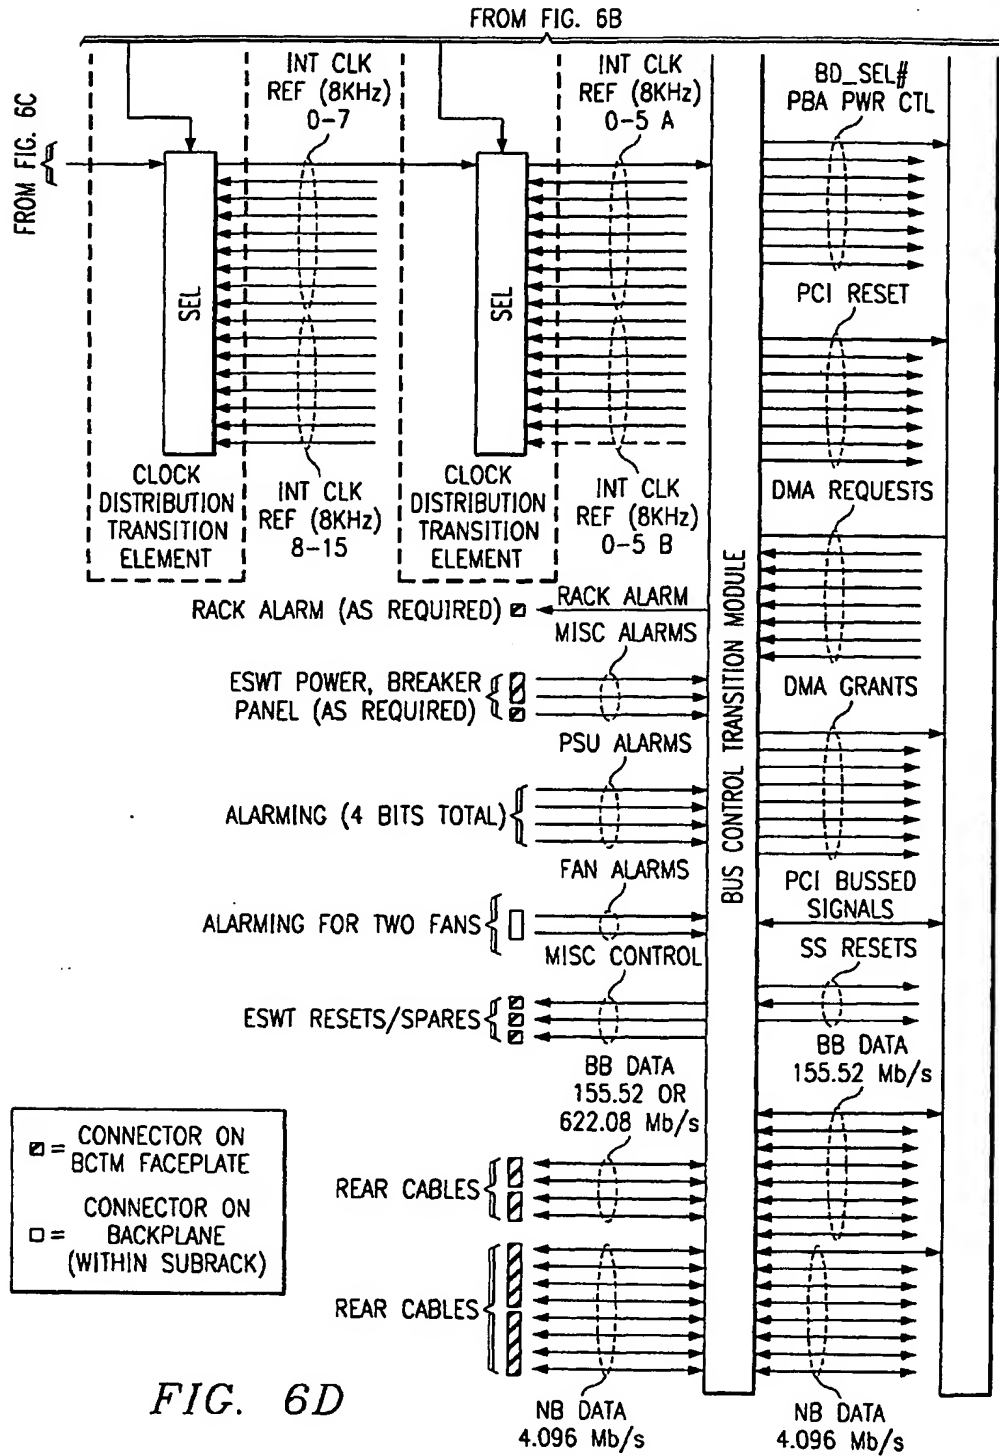 FROM FIG. 6B
FROM FIG. 6C
INT CLK
REF (8KHz)
0-7
INT CLK
REF (8KHz)
0-5 A
BD_SEL#
PBA PWR CTL
SEL
SEL
PCI RESET
CLOCK
DISTRIBUTION
TRANSITION
ELEMENT
INT CLK
REF (8KHz)
8-15
CLOCK
DISTRIBUTION
TRANSITION
ELEMENT
INT CLK
REF (8KHz)
0-5 B
DMA REQUESTS
BUS CONTROL TRANSITION MODULE
RACK ALARM (AS REQUIRED)
RACK ALARM
MISC ALARMS
ESWT POWER, BREAKER
PANEL (AS REQUIRED)
DMA GRANTS
PSU ALARMS
ALARMING (4 BITS TOTAL)
FAN ALARMS
PCI BUSSED
SIGNALS
ALARMING FOR TWO FANS
MISC CONTROL
SS RESETS
ESWT RESETS/SPARES
BB DATA
155.52 OR
622.08 Mb/s
BB DATA
155.52 Mb/s
= CONNECTOR ON
BCTM FACEPLATE
= CONNECTOR ON
BACKPLANE
(WITHIN SUBRACK)
REAR CABLES
REAR CABLES
FIG. 6D
NB DATA
4.096 Mb/s
NB DATA
4.096 Mb/s